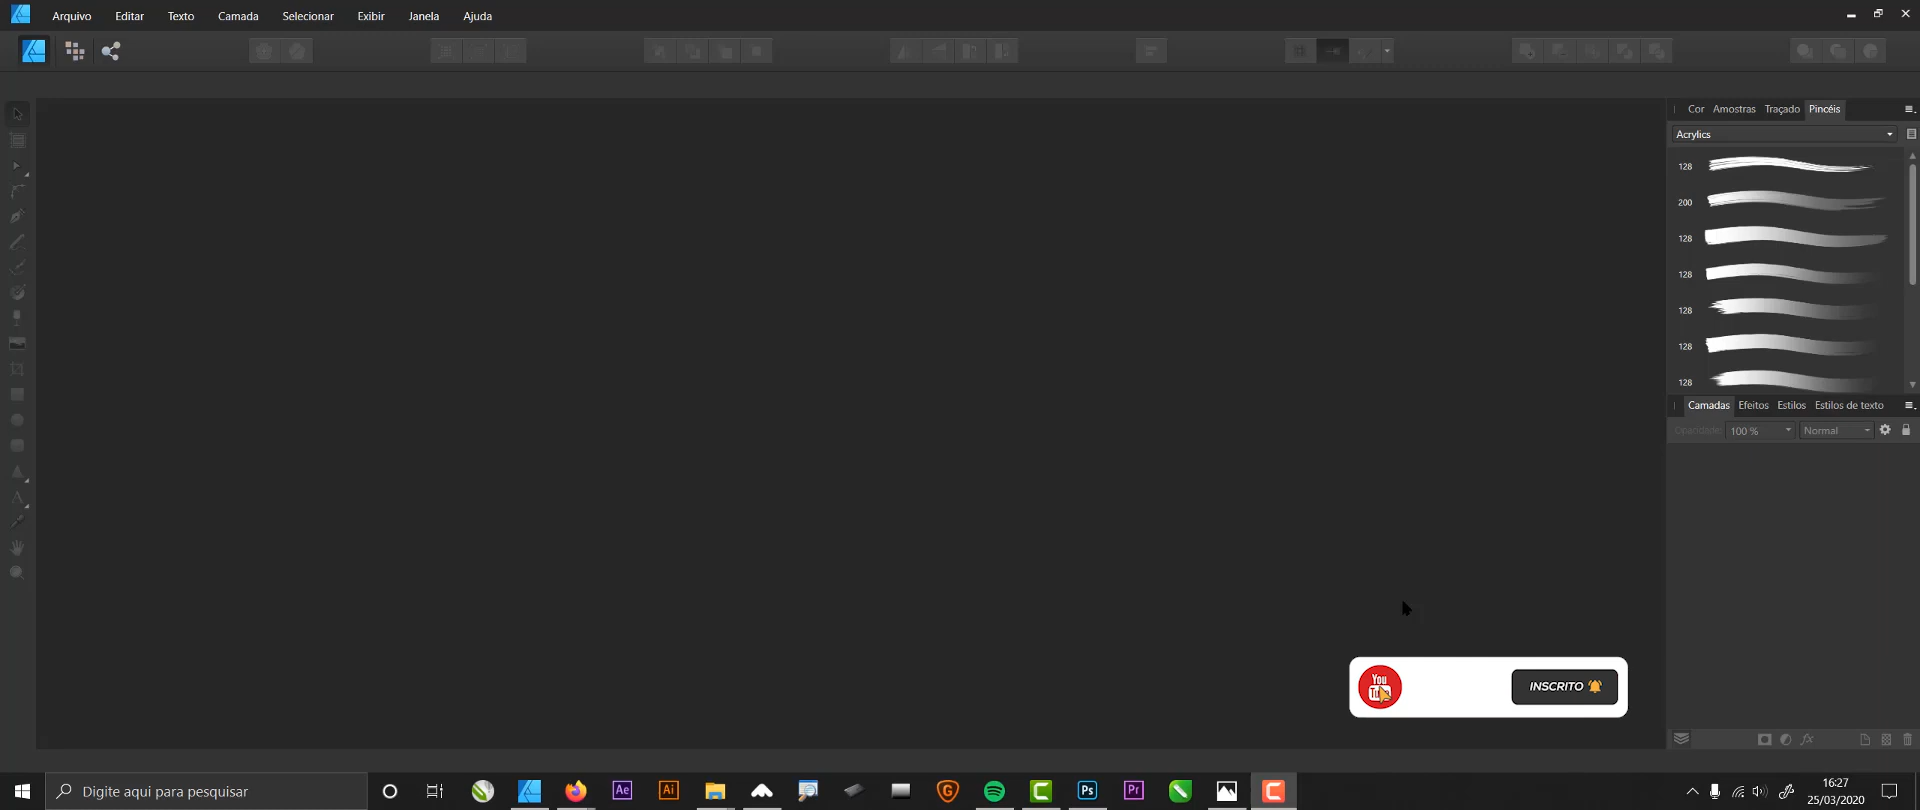 Arquivo Editar Texto Camada Selecionar Exibir Janela Ajuda
Cor Amostras Traçado Pincéis
Acrylics
128
200
128
128
128
128
128
Camadas Efeitos Estilos Estilos de texto
Opacidade: 100 % Normal
You
Tube
INSCRITO
Digite aqui para pesquisar
Ae
Ai
Ps
Pr
16:27
25/03/2020